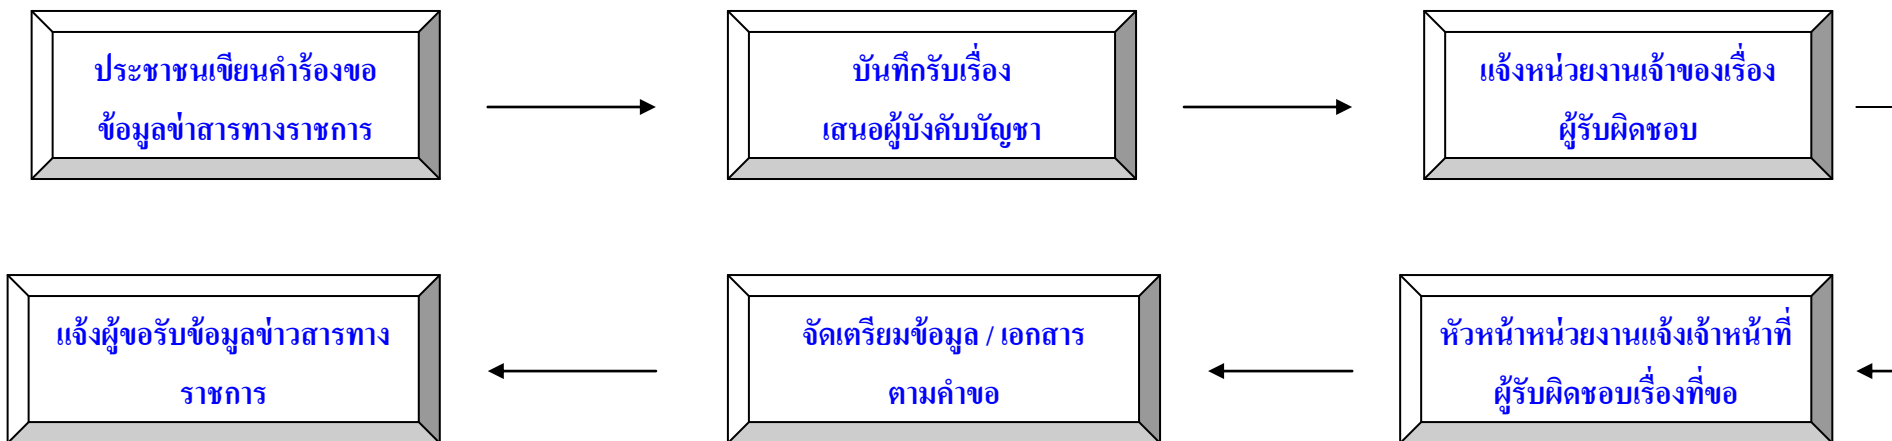 ประชาชนเขียนคำร้องขอ
ข้อมูลข่าสารทางราชการ
บันทึกรับเรื่อง
เสนอผู้บังคับบัญชา
แจ้งหน่วยงานเจ้าของเรื่อง
ผู้รับผิดชอบ
หัวหน้าหน่วยงานแจ้งเจ้าหน้าที่
ผู้รับผิดชอบเรื่องที่ขอ
จัดเตรียมข้อมูล / เอกสาร
ตามคำขอ
แจ้งผู้ขอรับข้อมูลข่าวสารทาง
ราชการ